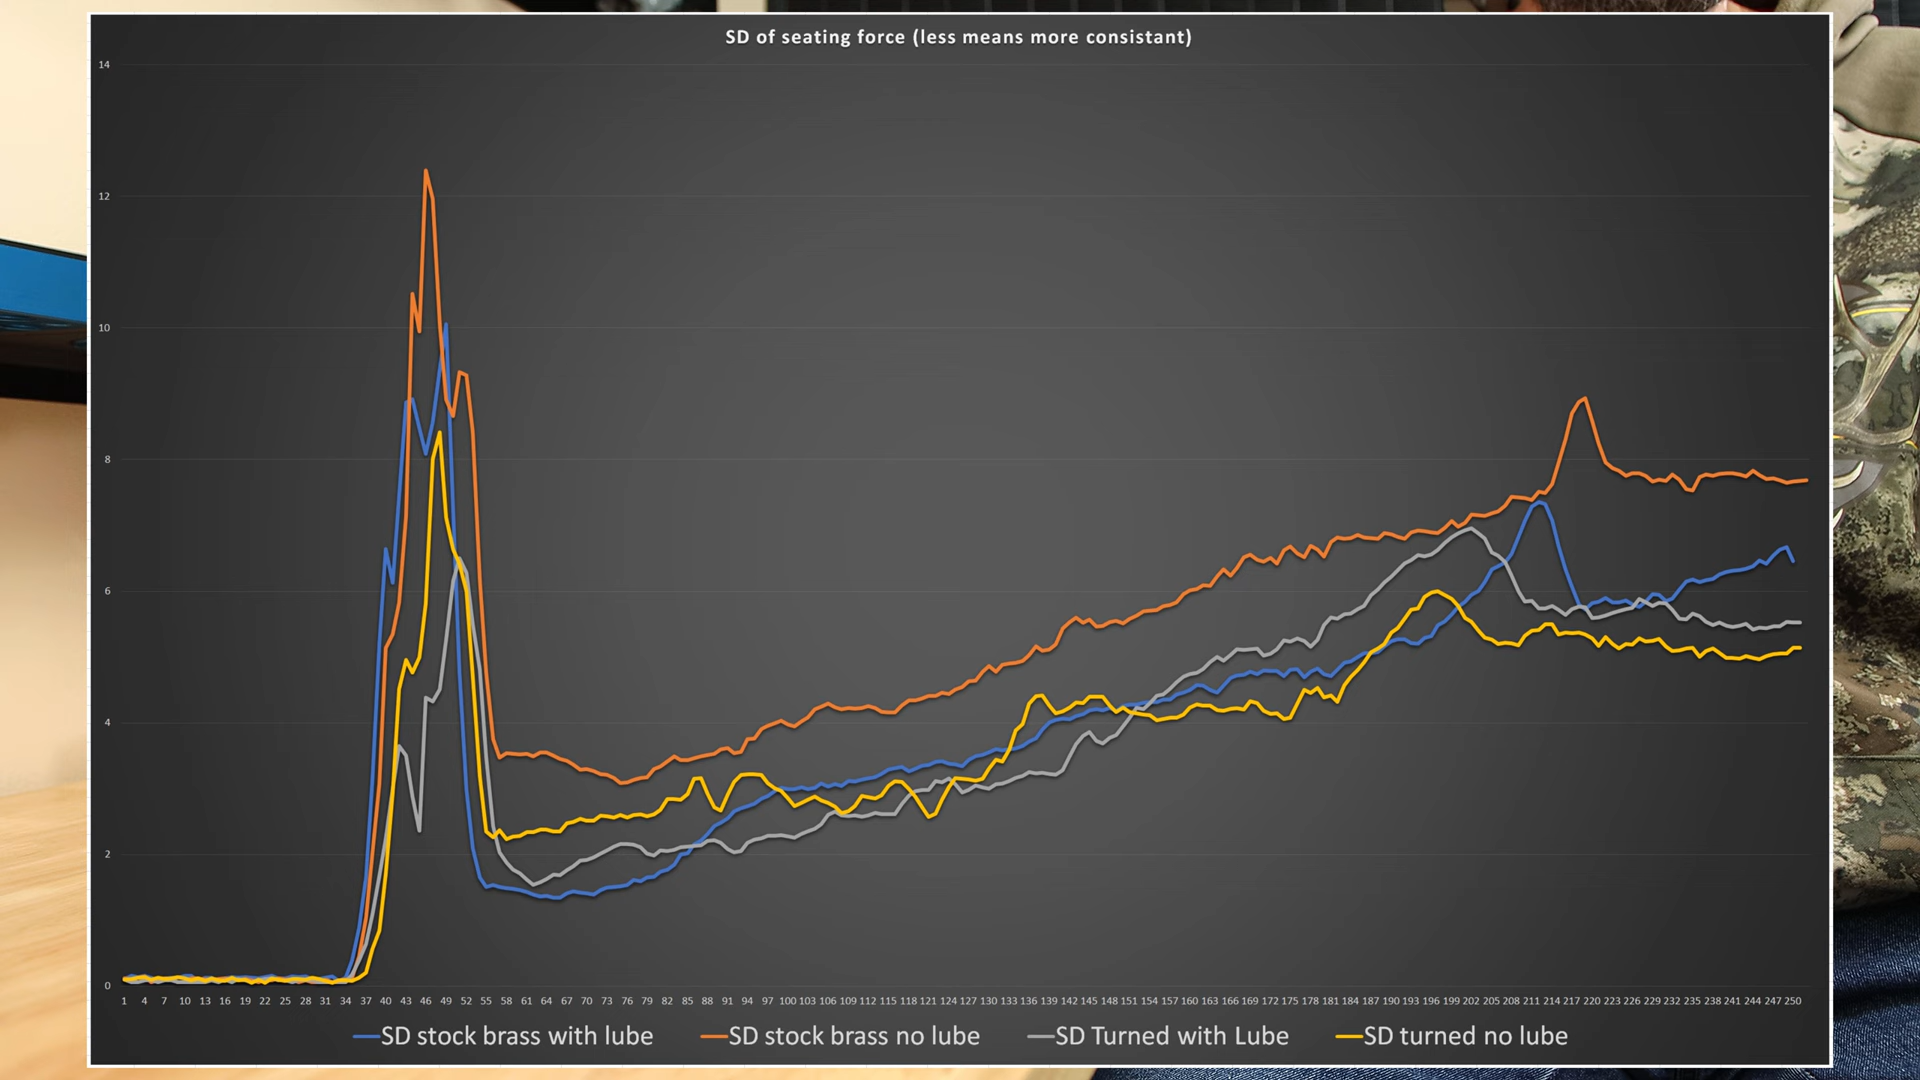 SD of seating force (less means more consistant)
14
12
10
8
6
4
2
0
1 4 7 10 13 16 19 22 25 28 31 34 37 40 43 46 49 52 55 58 61 64 67 70 73 76 79 82 85 88 91 94 97 100 103 106 109 112 115 118 121 124 127 130 133 136 139 142 145 148 151 154 157 160 163 166 169 172 175 178 181 184 187 190 193 196 199 202 205 208 211 214 217 220 223 226 229 232 235 238 241 244 247 250
SD stock brass with lube SD stock brass no lube SD Turned with Lube SD turned no lube